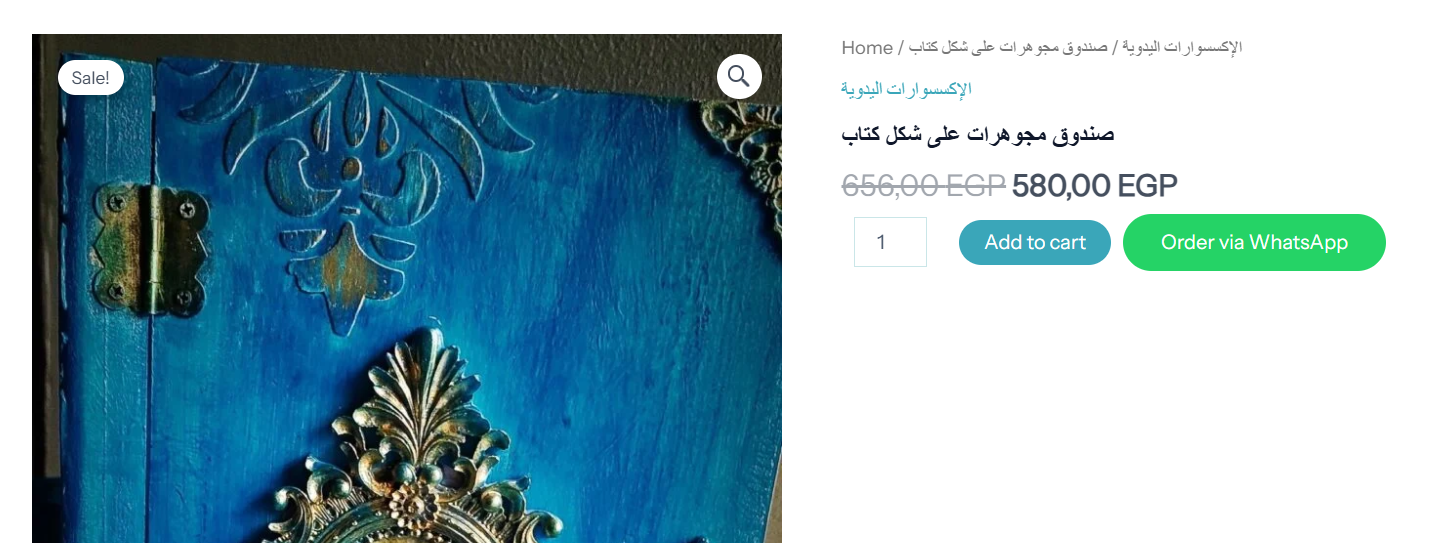 Sale!
Home / الإكسسوارات اليدوية / صندوق مجوهرات على شكل كتاب
الإكسسوارات اليدوية
صندوق مجوهرات على شكل كتاب
656,00 EGP 580,00 EGP
1 Add to cart Order via WhatsApp